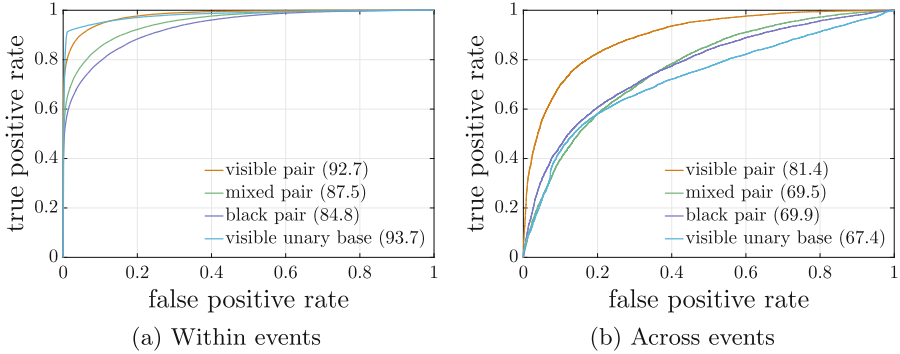 true positive rate
1
0.8
0.6
0.4
0.2
0
visible pair (92.7)
mixed pair (87.5)
black pair (84.8)
visible unary base (93.7)
0 0.2 0.4 0.6 0.8 1
false positive rate
(a) Within events
true positive rate
1
0.8
0.6
0.4
0.2
0
visible pair (81.4)
mixed pair (69.5)
black pair (69.9)
visible unary base (67.4)
0 0.2 0.4 0.6 0.8 1
false positive rate
(b) Across events